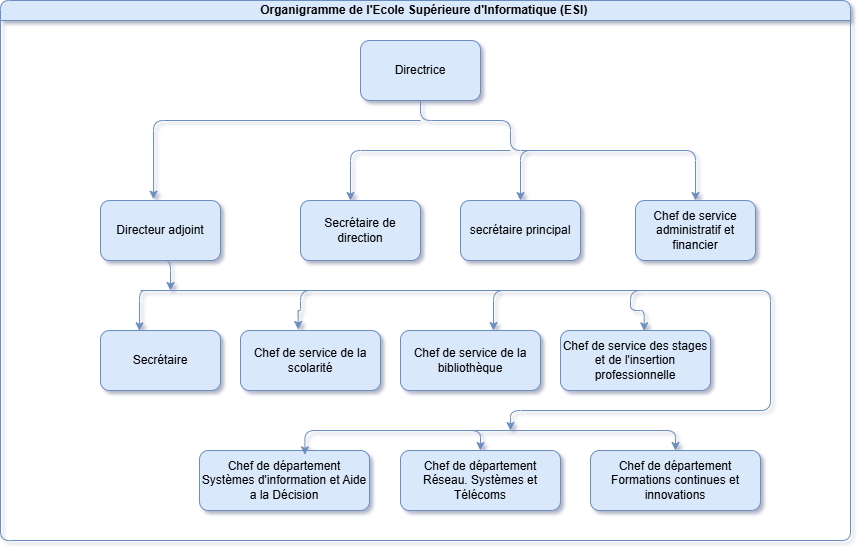 Organigramme de l'Ecole Supérieure d'Informatique (ESI)
Directrice
Directeur adjoint
Secrétaire de
direction
secrétaire principal
Chef de service
administratif et
financier
Secrétaire
Chef de service de la
scolarité
Chef de service de la
bibliothèque
Chef de service des stages
et de l'insertion
professionnelle
Chef de département
Systèmes d'information et Aide
a la Décision
Chef de département
Réseau. Systèmes et
Télécoms
Chef de département
Formations continues et
innovations